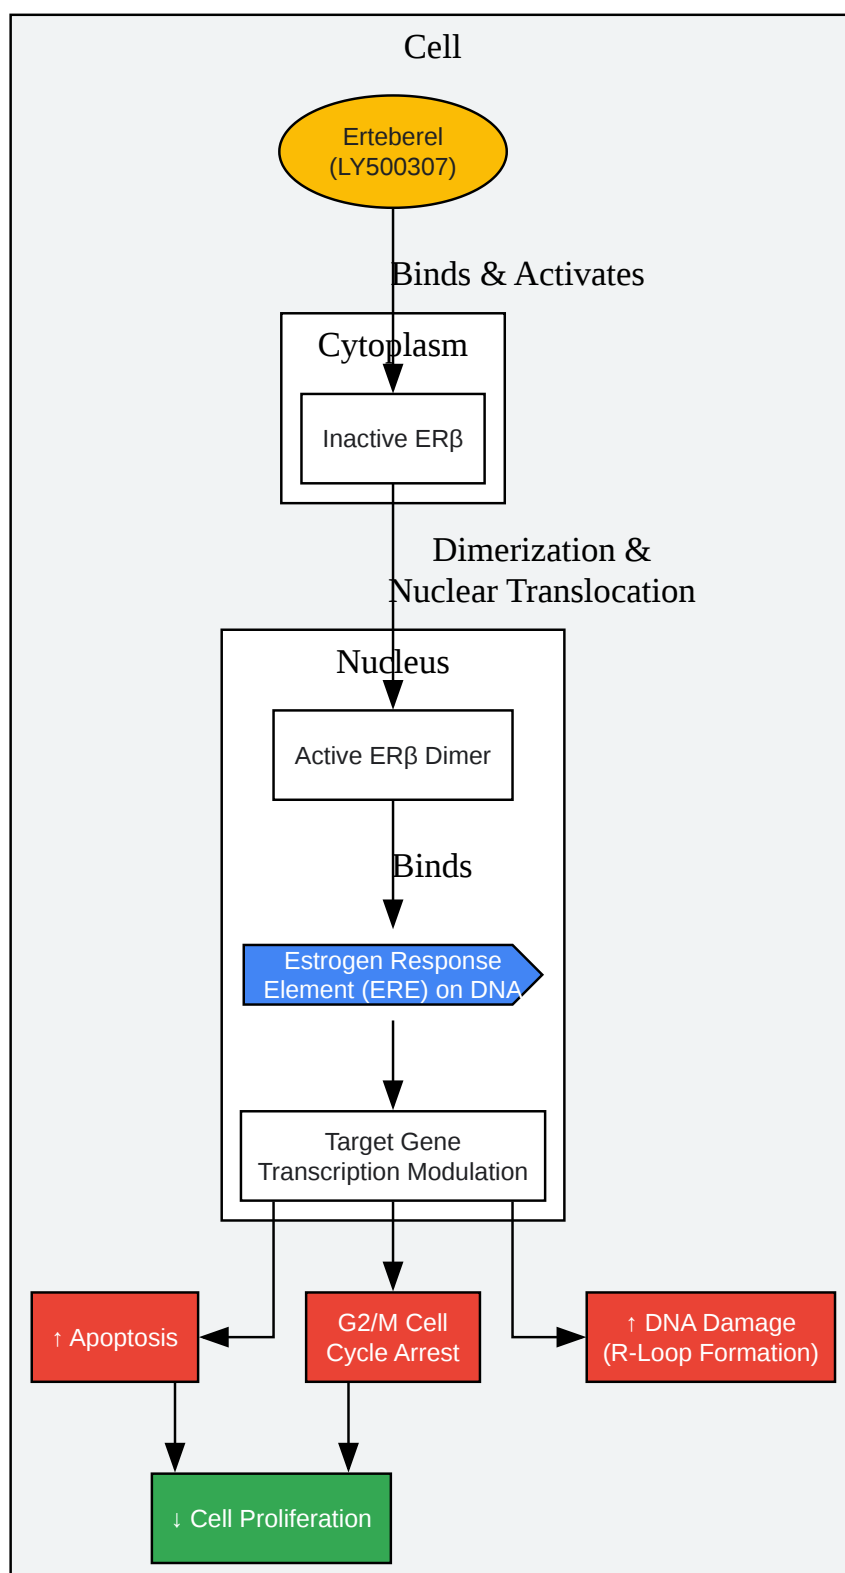 Cell
Erteberel
(LY500307)
Binds & Activates
Cytoplasm
Inactive ERβ
Dimerization &
Nuclear Translocation
Nucleus
Active ERβ Dimer
Binds
Estrogen Response
Element (ERE) on DNA
Target Gene
Transcription Modulation
↑ Apoptosis
G2/M Cell
Cycle Arrest
↑ DNA Damage
(R-Loop Formation)
↓ Cell Proliferation